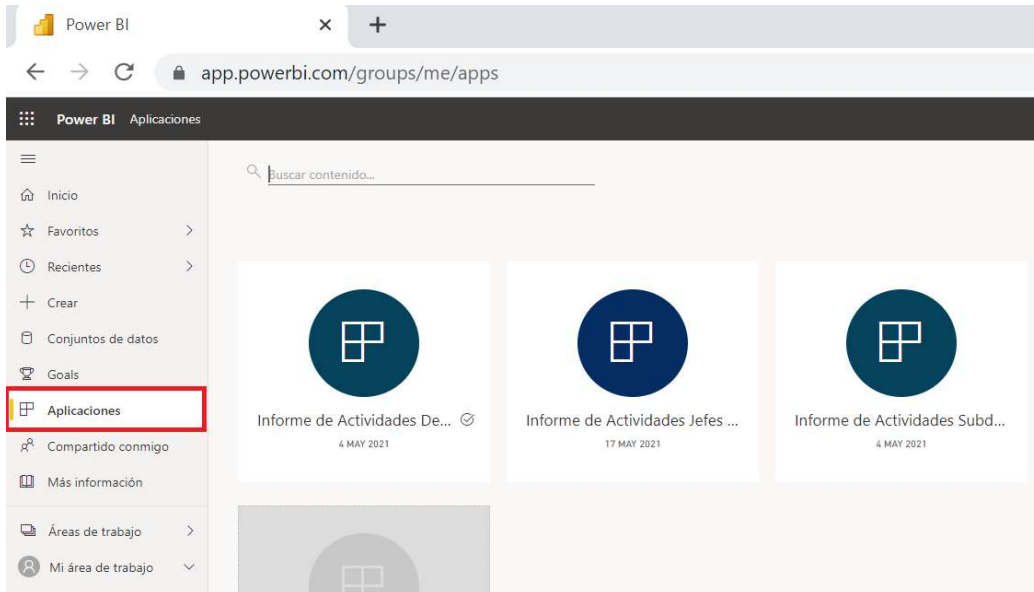 Power BI
app.powerbi.com/groups/me/apps
Power BI Aplicaciones
Buscar contenido...
Inicio
Favoritos
Recientes
Crear
Conjuntos de datos
Goals
Aplicaciones
Compartido conmigo
Más información
Áreas de trabajo
Mi área de trabajo
Informe de Actividades De...
4 MAY 2021
Informe de Actividades Jefes ...
17 MAY 2021
Informe de Actividades Subd...
4 MAY 2021